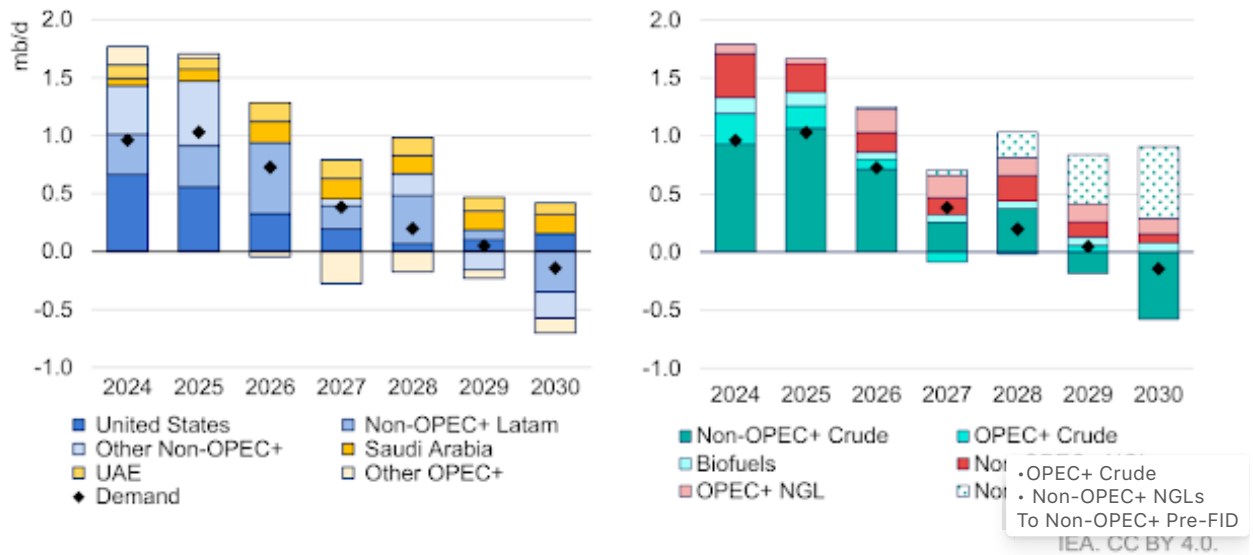 mb/d
2.0
1.5
1.0
0.5
0.0
-0.5
-1.0
2024 2025 2026 2027 2028 2029 2030
United States
Non-OPEC+ Latam
Other Non-OPEC+
Saudi Arabia
UAE
Other OPEC+
Demand
2.0
1.5
1.0
0.5
0.0
-0.5
-1.0
2024 2025 2026 2027 2028 2029 2030
Non-OPEC+ Crude
OPEC+ Crude
Biofuels
OPEC+ NGL
•OPEC+ Crude
• Non-OPEC+ NGLs
To Non-OPEC+ Pre-FID
IEA. CC BY 4.0.